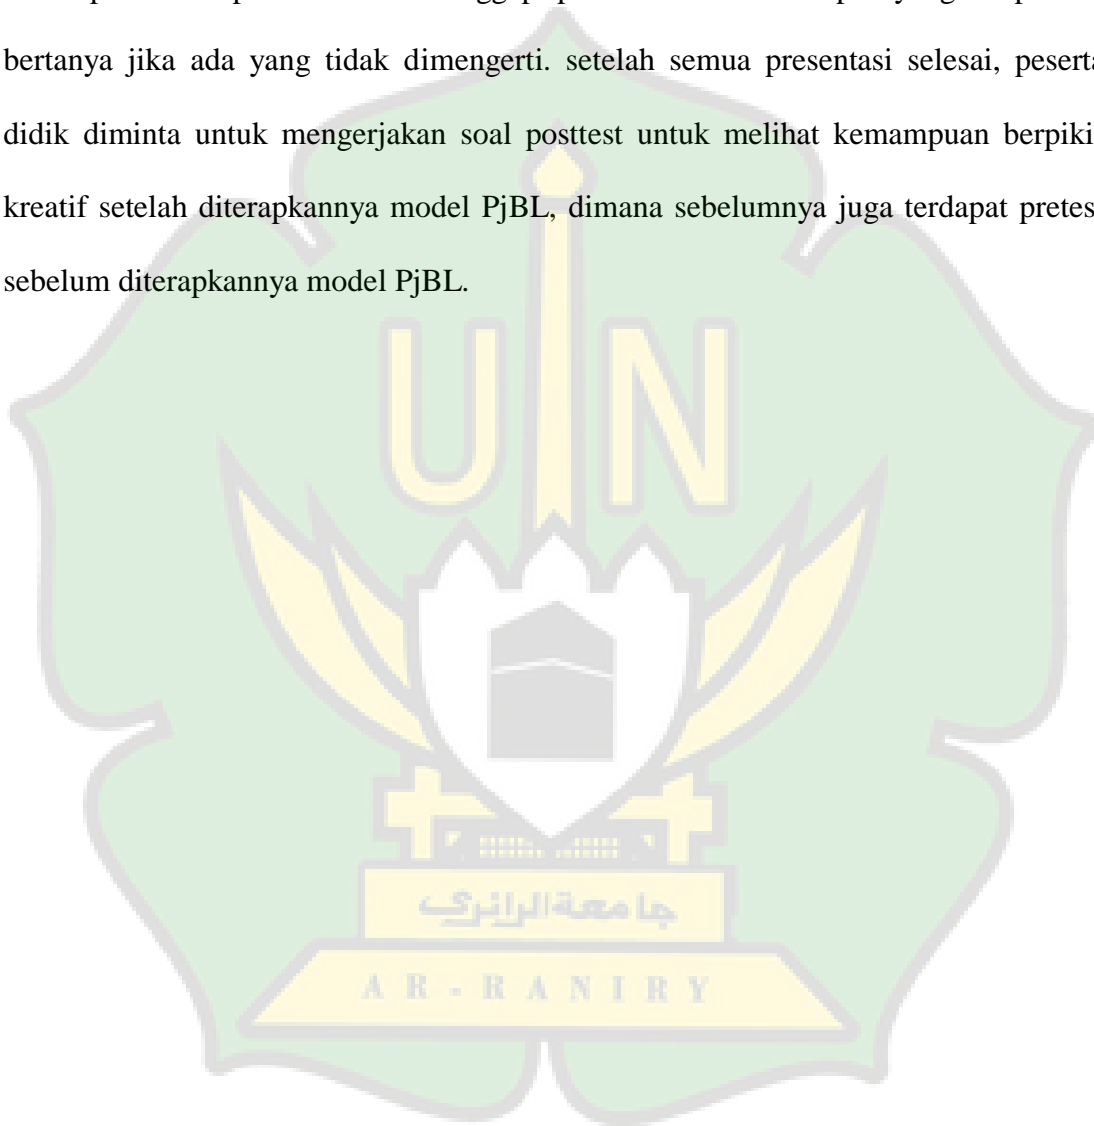 bertanya jika ada yang tidak dimengerti. setelah semua presentasi selesai, peserta
didik diminta untuk mengerjakan soal posttest untuk melihat kemampuan berpiki
kreatif setelah diterapkannya model PjBL, dimana sebelumnya juga terdapat pretes
sebelum diterapkannya model PjBL.
UIN
جامعة الرانري
AR-RANIRY